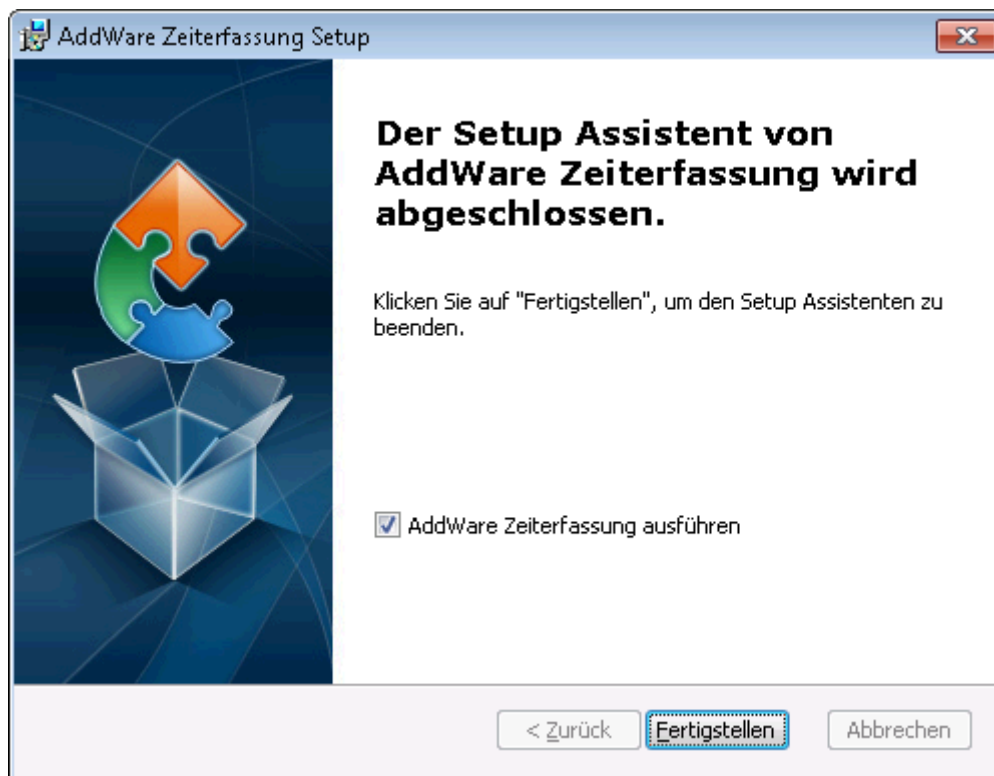 AddWare Zeiterfassung Setup
Der Setup Assistent von
AddWare Zeiterfassung wird
abgeschlossen.
Klicken Sie auf "Fertigstellen", um den Setup Assistenten zu
beenden.
AddWare Zeiterfassung ausführen
< Zurück
Fertigstellen
Abbrechen